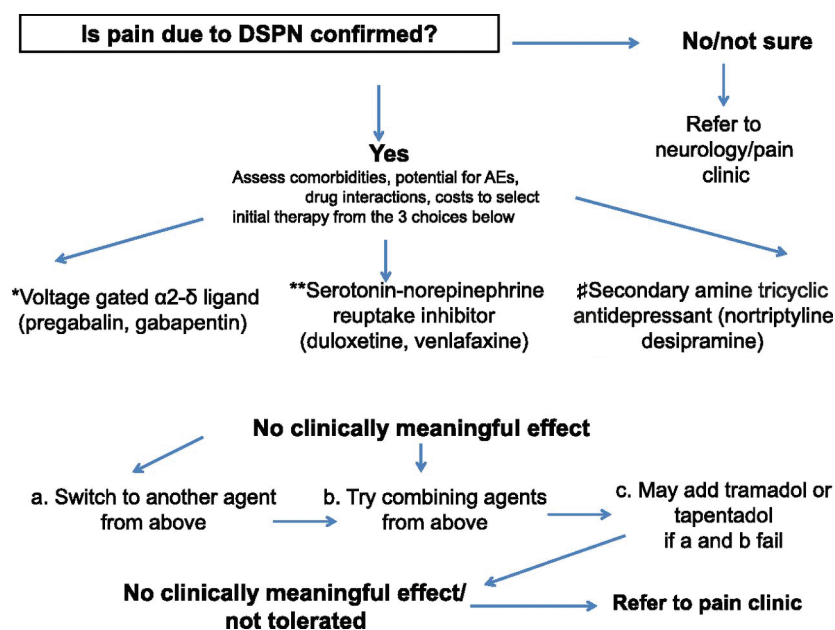 Is pain due to DSPN confirmed?
No/not sure
Refer to
neurology/pain
clinic
Yes
Assess comorbidities, potential for AEs,
drug interactions, costs to select
initial therapy from the 3 choices below
*Voltage gated α2-δ ligand
(pregabalin, gabapentin)
**Serotonin-norepinephrine
reuptake inhibitor
(duloxetine, venlafaxine)
♯Secondary amine tricyclic
antidepressant (nortriptyline
desipramine)
No clinically meaningful effect
a. Switch to another agent
from above
b. Try combining agents
from above
c. May add tramadol or
tapentadol
if a and b fail
No clinically meaningful effect/
not tolerated
Refer to pain clinic